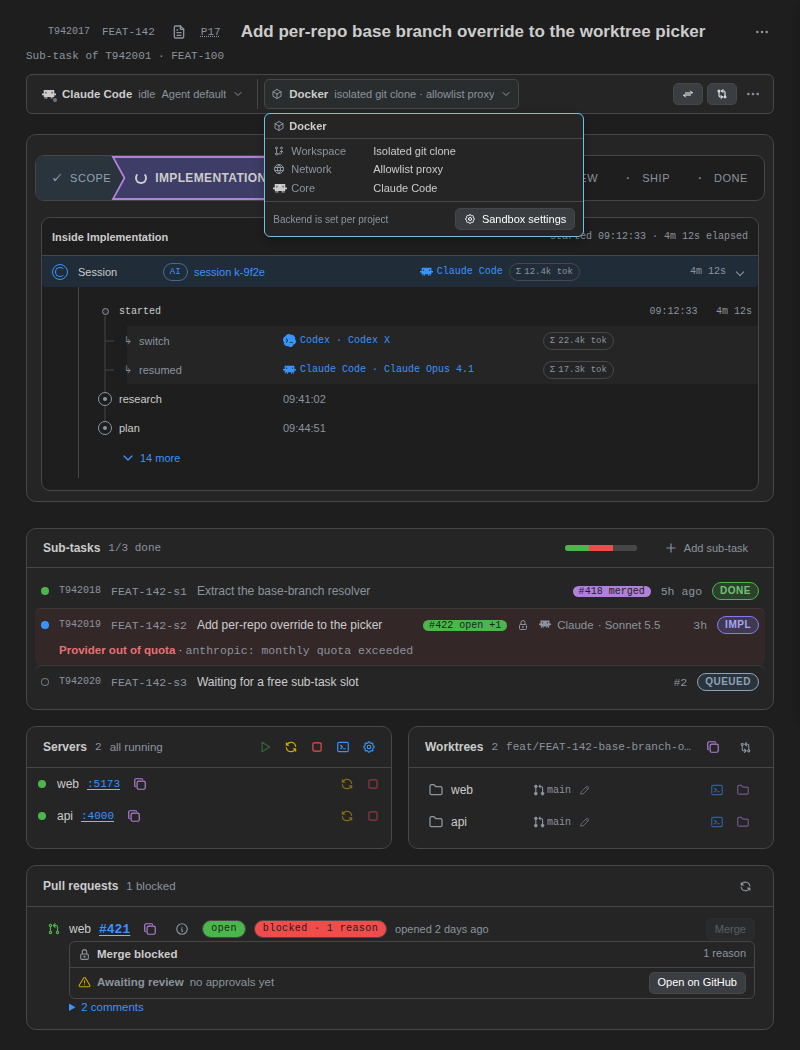 T942017 FEAT-142 P17 Add per-repo base branch override to the worktree picker
Sub-task of T942001 · FEAT-100
Claude Code idle Agent default Docker isolated git clone · allowlist proxy
Docker
Workspace Isolated git clone
Network Allowlist proxy
Core Claude Code
Backend is set per project Sandbox settings
✓ SCOPE IMPLEMENTATION EW · SHIP · DONE
Inside Implementation started 09:12:33 · 4m 12s elapsed
Session AI session k-9f2e Claude Code Σ 12.4k tok 4m 12s
started 09:12:33 4m 12s
↳ switch Codex · Codex X Σ 22.4k tok
↳ resumed Claude Code · Claude Opus 4.1 Σ 17.3k tok
research 09:41:02
plan 09:44:51
14 more
Sub-tasks 1/3 done Add sub-task
T942018 FEAT-142-s1 Extract the base-branch resolver #418 merged 5h ago DONE
T942019 FEAT-142-s2 Add per-repo override to the picker #422 open +1 Claude · Sonnet 5.5 3h IMPL
Provider out of quota · anthropic: monthly quota exceeded
T942020 FEAT-142-s3 Waiting for a free sub-task slot #2 QUEUED
Servers 2 all running
web :5173
api :4000
Worktrees 2 feat/FEAT-142-base-branch-o…
web main
api main
Pull requests 1 blocked
web #421 open blocked · 1 reason opened 2 days ago Merge
Merge blocked 1 reason
Awaiting review no approvals yet Open on GitHub
2 comments